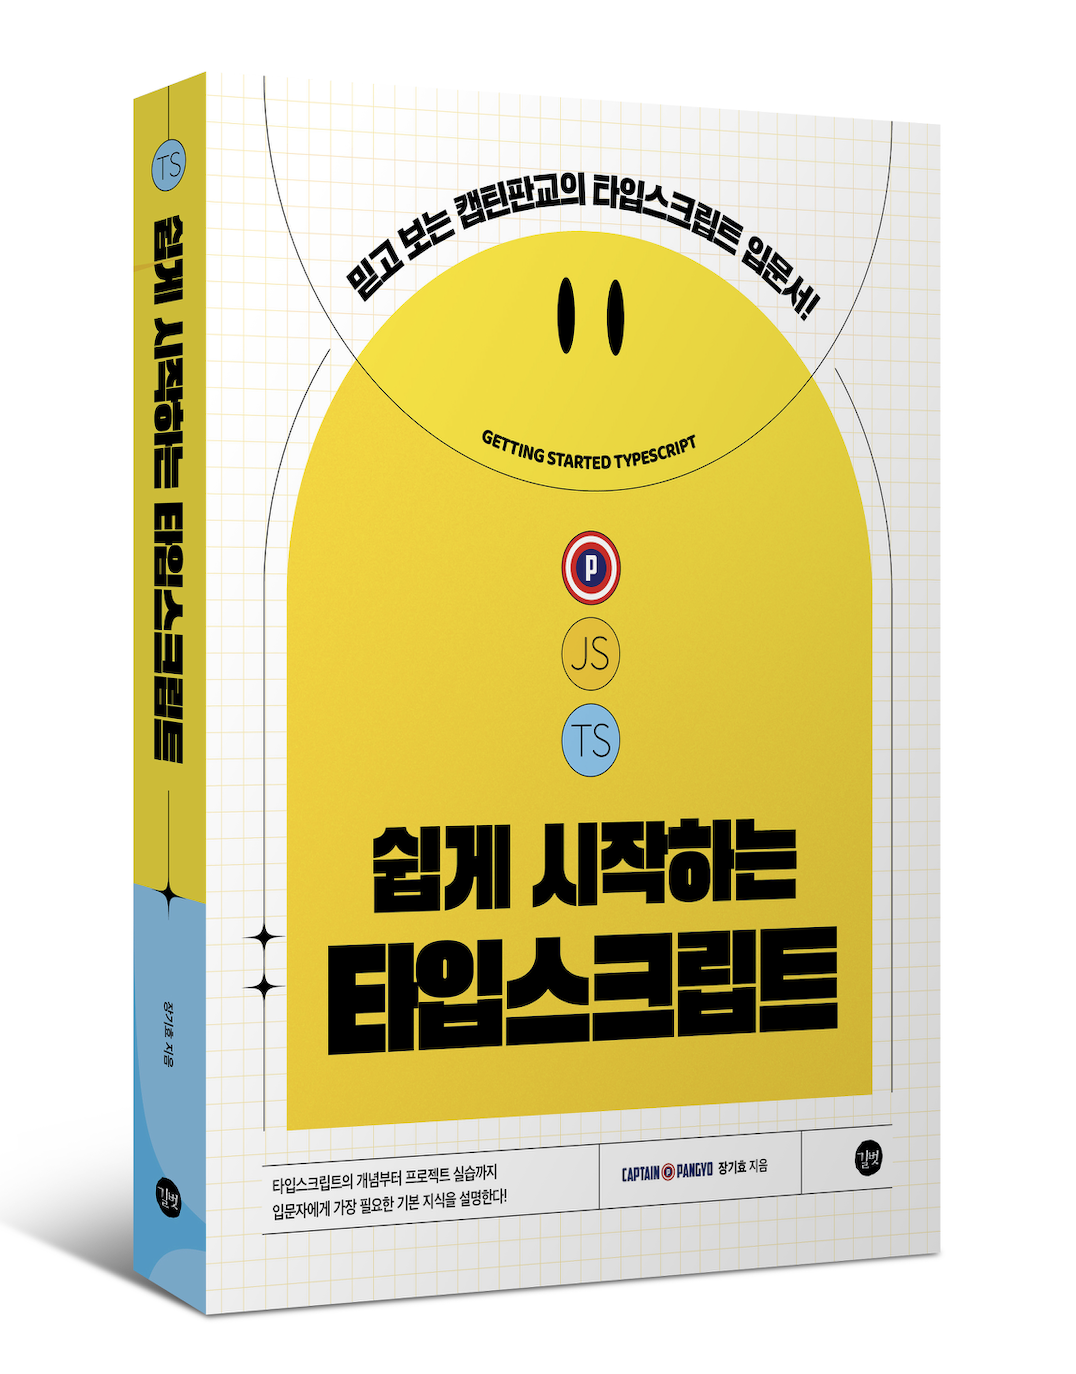 TS
쉽게 시작하는 타입스크립트
장기효 지음
길벗
믿고 보는 캡틴판교의 타입스크립트 입문서!
GETTING STARTED TYPESCRIPT
P
JS
TS
쉽게 시작하는
타입스크립트
타입스크립트의 개념부터 프로젝트 실습까지
입문자에게 가장 필요한 기본 지식을 설명한다!
CAPTAIN P PANGYO 장기효 지음
길벗